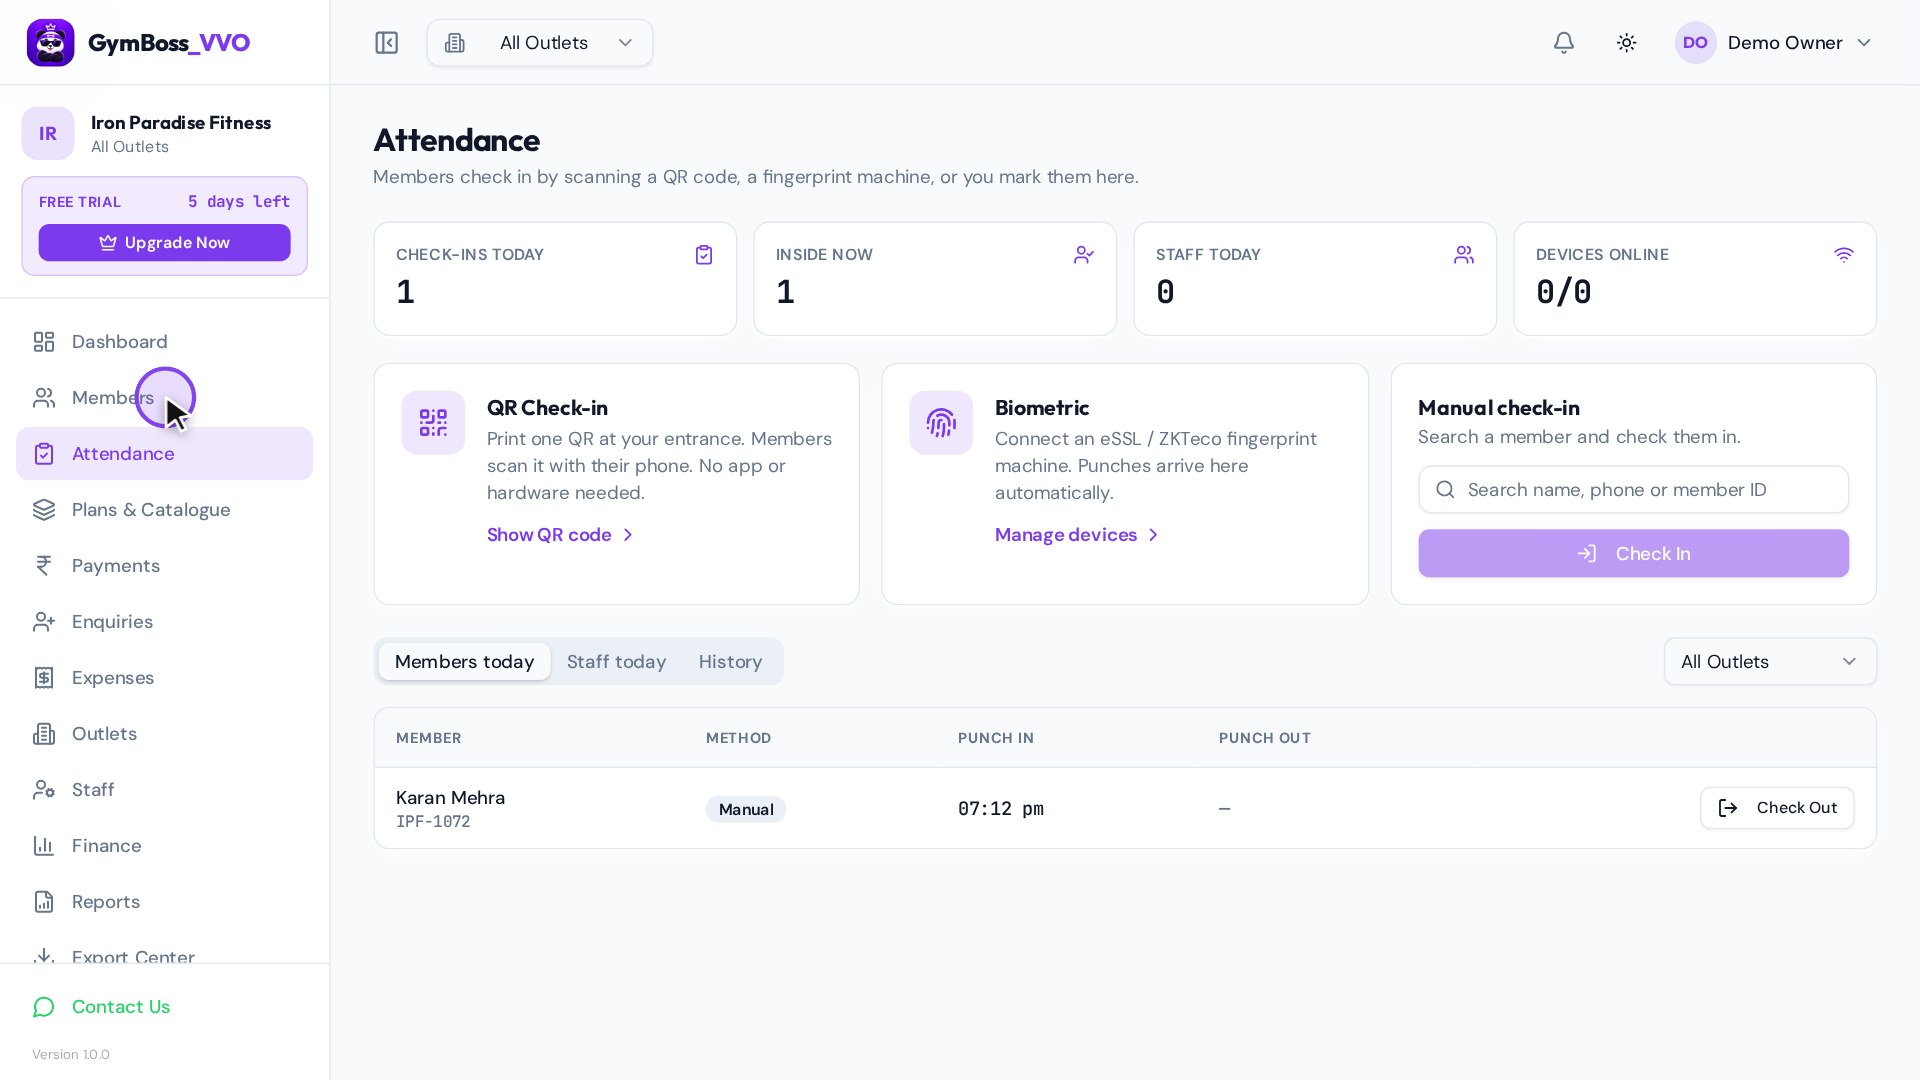 GymBoss_VVO
All Outlets
DO
Demo Owner
IR
Iron Paradise Fitness
All Outlets
FREE TRIAL
5 days left
Upgrade Now
Dashboard
Members
Attendance
Plans & Catalogue
Payments
Enquiries
Expenses
Outlets
Staff
Finance
Reports
Export Center
Contact Us
Version 1.0.0
Attendance
Members check in by scanning a QR code, a fingerprint machine, or you mark them here.
CHECK-INS TODAY
1
INSIDE NOW
1
STAFF TODAY
0
DEVICES ONLINE
0/0
QR Check-in
Print one QR at your entrance. Members
scan it with their phone. No app or
hardware needed.
Show QR code
Biometric
Connect an eSSL / ZKTeco fingerprint
machine. Punches arrive here
automatically.
Manage devices
Manual check-in
Search a member and check them in.
Search name, phone or member ID
Check In
Members today
Staff today
History
All Outlets
MEMBER
METHOD
PUNCH IN
PUNCH OUT
Karan Mehra
IPF-1072
Manual
07:12 pm
—
Check Out